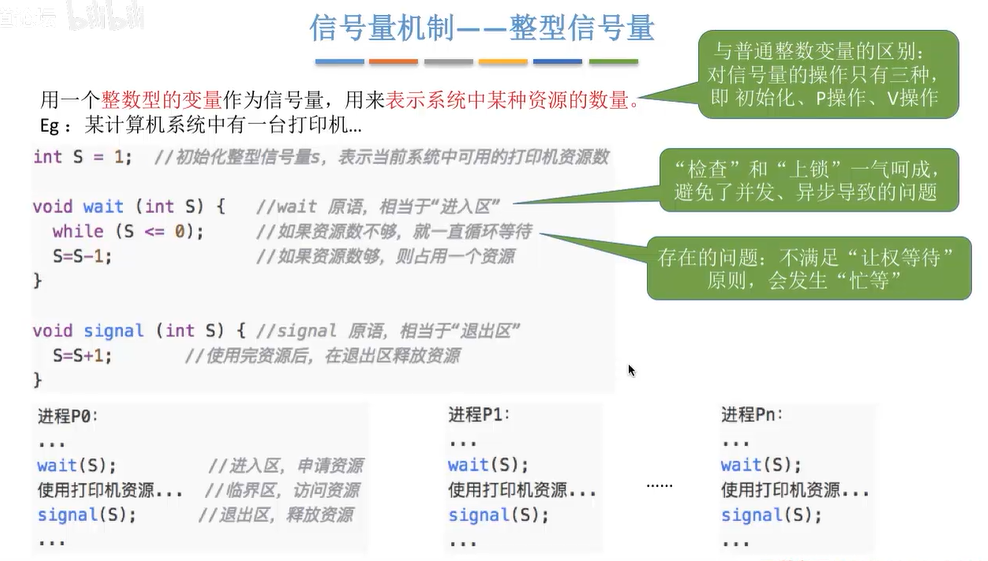 信号量机制——整型信号量
与普通整数变量的区别：
对信号量的操作只有三种，
即 初始化、P操作、V操作
用一个整数型的变量作为信号量，用来表示系统中某种资源的数量。
Eg：某计算机系统中有一台打印机…
int S = 1;  //初始化整型信号量s，表示当前系统中可用的打印机资源数
“检查”和“上锁”一气呵成，
避免了并发、异步导致的问题
void wait (int S) {  //wait 原语，相当于“进入区”
while (S <= 0);  //如果资源数不够，就一直循环等待
S=S-1;  //如果资源数够，则占用一个资源
}
存在的问题：不满足“让权等待”
原则，会发生“忙等”
void signal (int S) { //signal 原语，相当于“退出区”
S=S+1;  //使用完资源后，在退出区释放资源
}
进程P0:
...
wait(S);  //进入区，申请资源
使用打印机资源...  //临界区，访问资源
signal(S);  //退出区，释放资源
...
进程P1:
...
wait(S);
使用打印机资源...
signal(S);
...
......
进程Pn:
...
wait(S);
使用打印机资源...
signal(S);
...